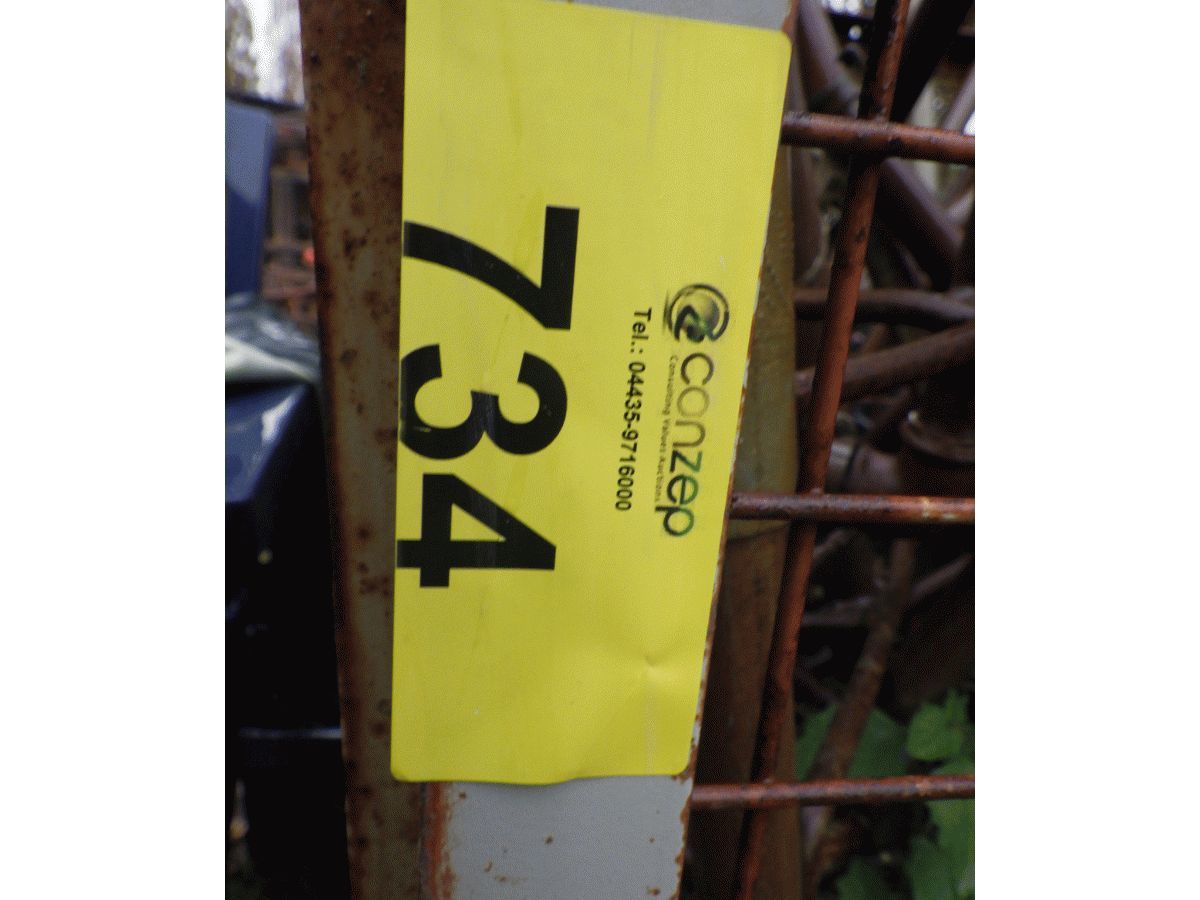 conzep
Consulting Values Auctions
Tel.: 04435-9716000
734